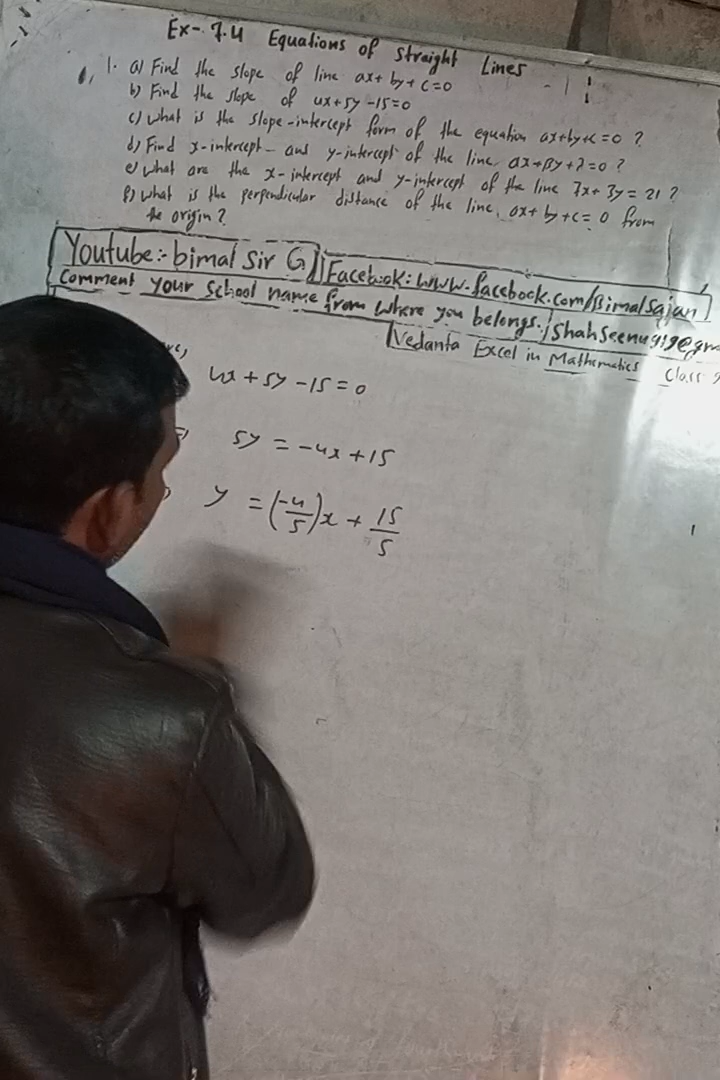 Ex- 7.4 Equations of Straight Lines
1. a) Find the slope of line ax+ by+c=0
b) Find the slope of 4x+5y -15=0
c) What is the slope-intercept form of the equation ax+by+c=0 ?
d) Find x-intercept- and y-intercept of the line ax+By+λ=0 ?
e) What are the x-intercept and y-intercept of the line 7x+3y=21 ?
f) What is the perpendicular distance of the line, ax+by+c=0 from
the origin ?
Youtube:- bimal Sir G Facebook: www.facebook.com/Bimalsajan
Comment your School name from where you belongs.
Vedanta Excel in Mathematics Class
4x+5y-15=0
5y = -4x+15
y = (-4/5)x + 15/5